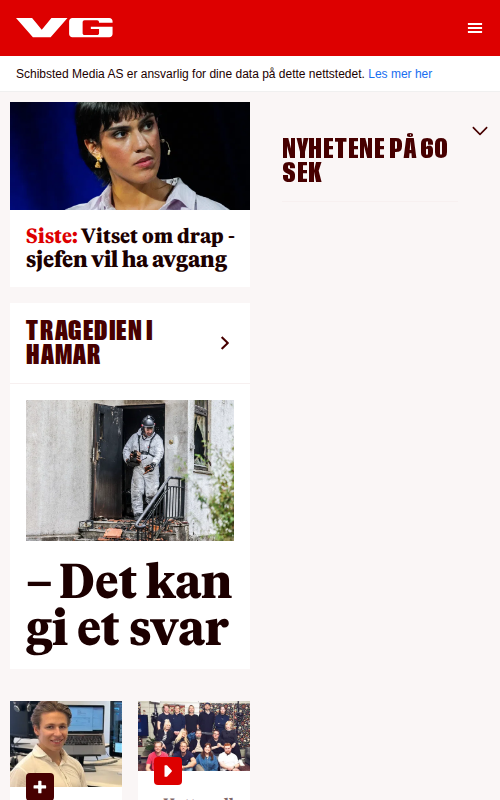 VG
Schibsted Media AS er ansvarlig for dine data på dette nettstedet. Les mer her
Siste: Vitset om drap -
sjefen vil ha avgang
NYHETENE PÅ 60
SEK
TRAGEDIEN I
HAMAR
– Det kan
gi et svar